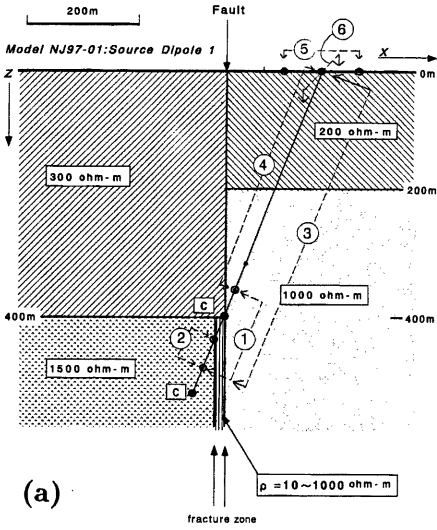 200m
Fault
6
Model NJ97-01:Source Dipole 1
5
X
Z
0m
200 ohm-m
4
300 ohm-m
200m
3
C
1000 ohm-m
400m
400m
2
1
1500 ohm-m
C
(a)
ρ =10~1000 ohm-m
fracture zone